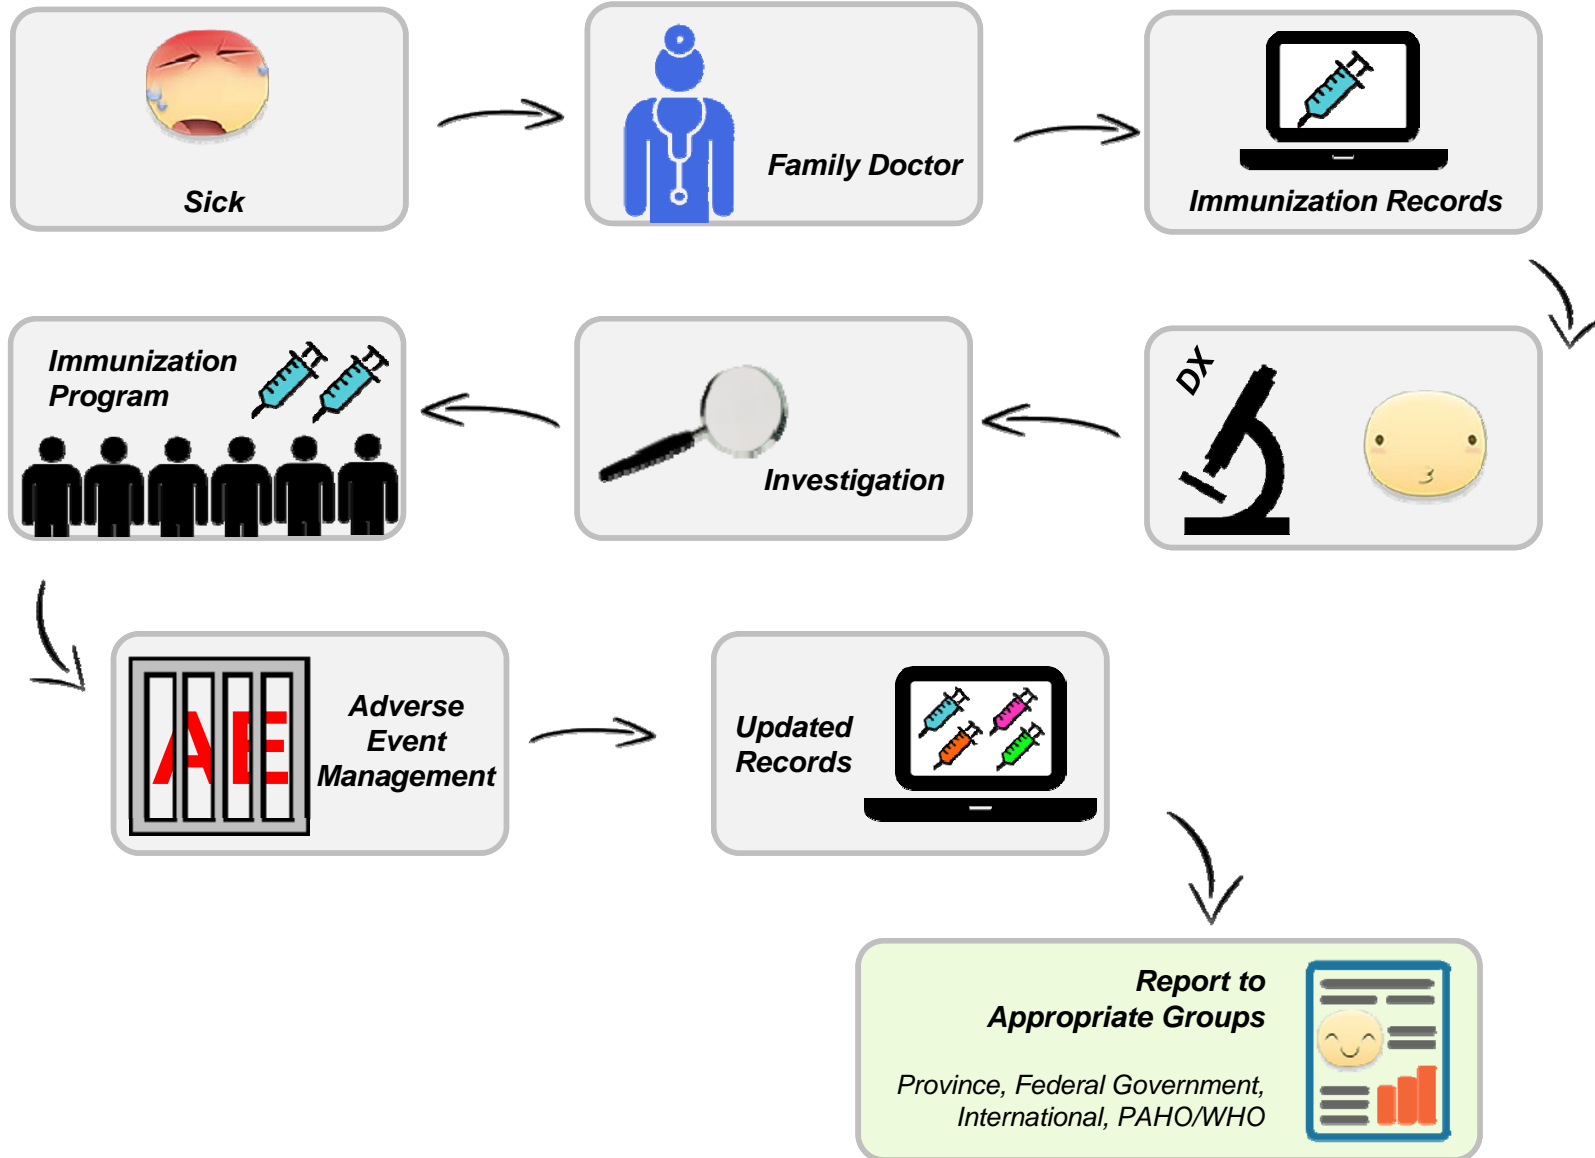 Sick
Family Doctor
Immunization Records
DX
Investigation
Immunization
Program
AE
Adverse
Event
Management
Updated
Records
Report to
Appropriate Groups
Province, Federal Government,
International, PAHO/WHO